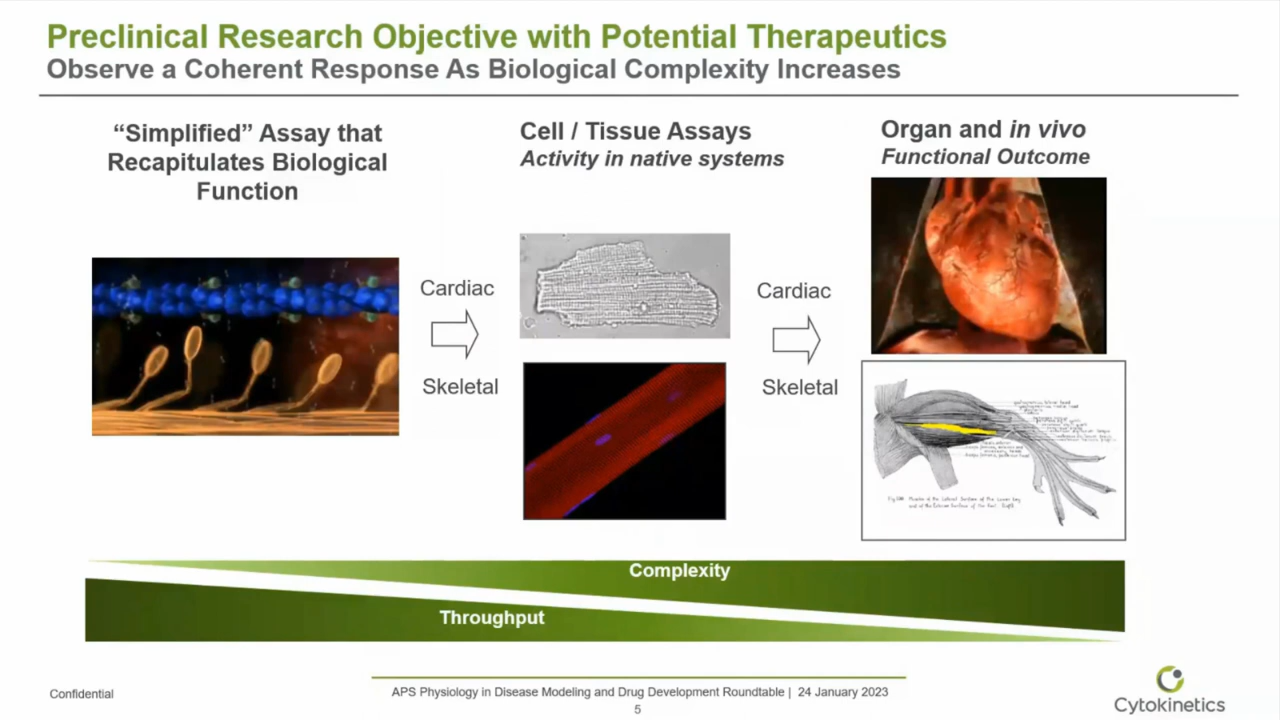 Preclinical Research Objective with Potential Therapeutics
Observe a Coherent Response As Biological Complexity Increases
“Simplified” Assay that
Recapitulates Biological
Function
Cell / Tissue Assays
Activity in native systems
Organ and in vivo
Functional Outcome
Cardiac
Skeletal
Cardiac
Skeletal
Complexity
Throughput
Confidential
APS Physiology in Disease Modeling and Drug Development Roundtable | 24 January 2023
5
Cytokinetics